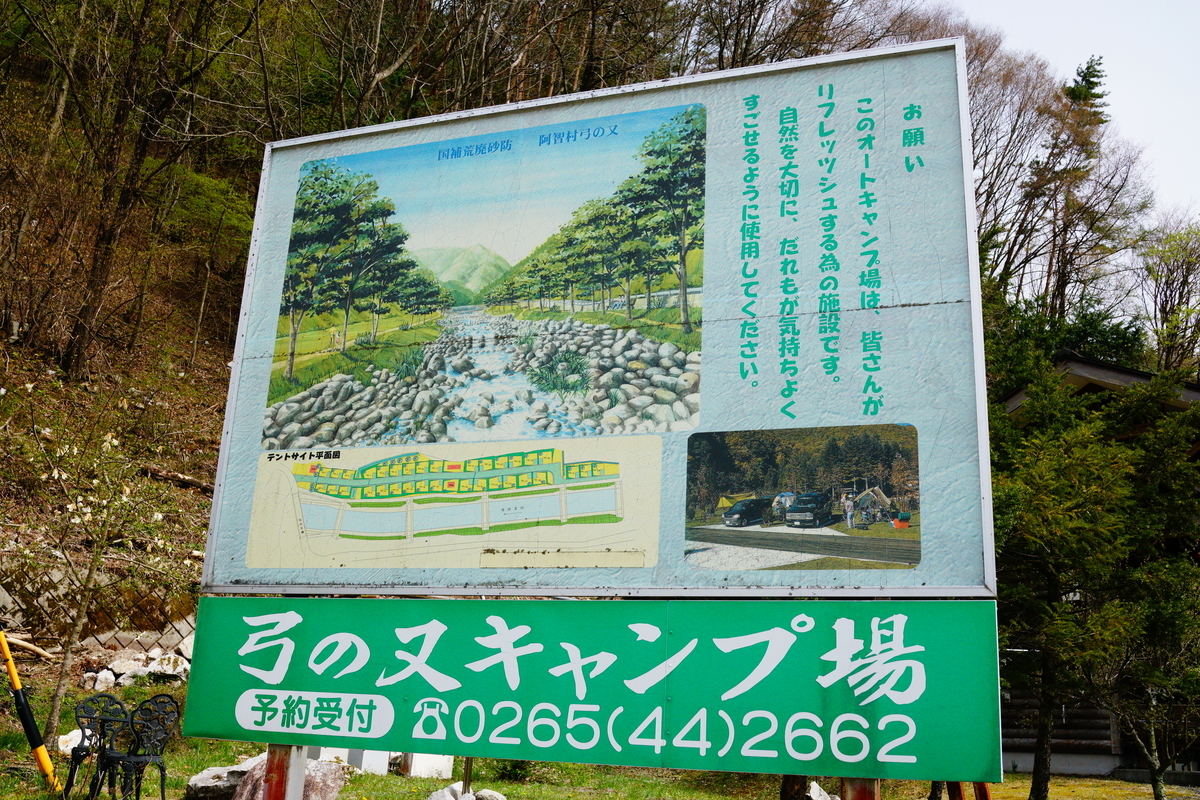 お願い
このオートキャンプ場は、皆さんが
リフレッツシュする為の施設です。
自然を大切に、だれもが気持ちよく
すごせるように使用してください。
国補荒廃砂防 阿智村弓の又
テントサイト平面図
弓の又キャンプ場
予約受付 ☎0265(44)2662